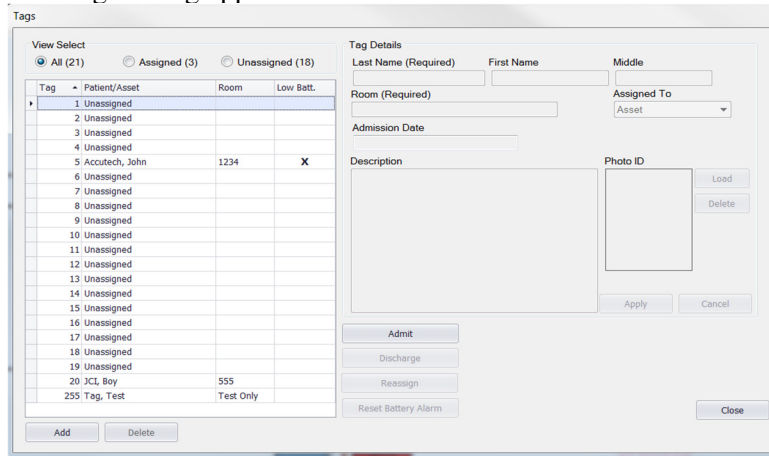 Tags
View Select
All (21) Assigned (3) Unassigned (18)
Tag Patient/Asset Room Low Batt.
1 Unassigned
2 Unassigned
3 Unassigned
4 Unassigned
5 Accutech, John 1234 X
6 Unassigned
7 Unassigned
8 Unassigned
9 Unassigned
10 Unassigned
11 Unassigned
12 Unassigned
13 Unassigned
14 Unassigned
15 Unassigned
16 Unassigned
17 Unassigned
18 Unassigned
19 Unassigned
20 JCI, Boy 555
255 Tag, Test Test Only
Add Delete
Tag Details
Last Name (Required) First Name Middle
Room (Required) Assigned To
Asset
Admission Date
Description Photo ID
Load
Delete
Apply Cancel
Admit
Discharge
Reassign
Reset Battery Alarm
Close